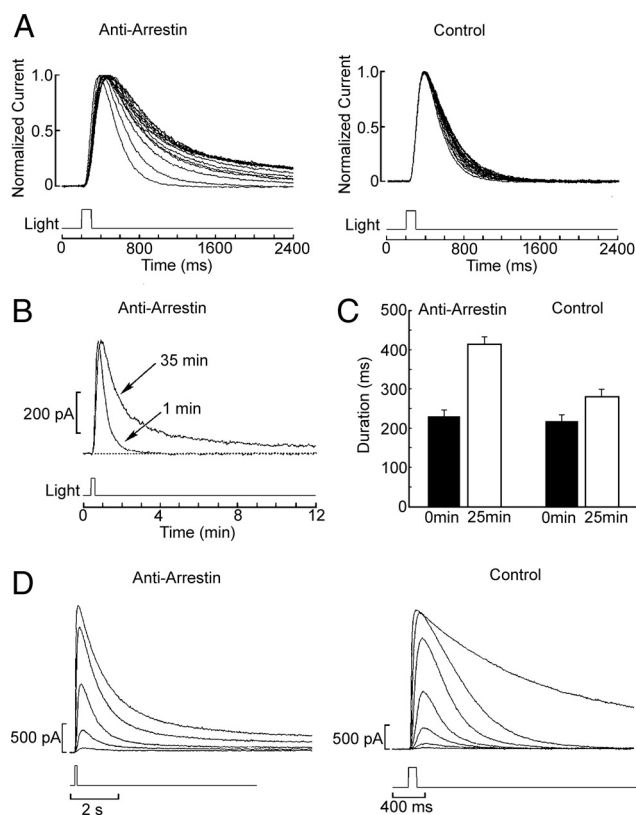 A
Anti-Arrestin
Control
Normalized Current
1.0
0.5
0
Light
0 800 1600 2400
Time (ms)
Normalized Current
1.0
0.5
0
Light
0 800 1600 2400
Time (ms)
B
Anti-Arrestin
35 min
1 min
200 pA
Light
0 4 8 12
Time (min)
C
Anti-Arrestin Control
Duration (ms)
500
400
300
200
100
0
0min 25min 0min 25min
D
Anti-Arrestin
Control
500 pA
2 s
500 pA
400 ms